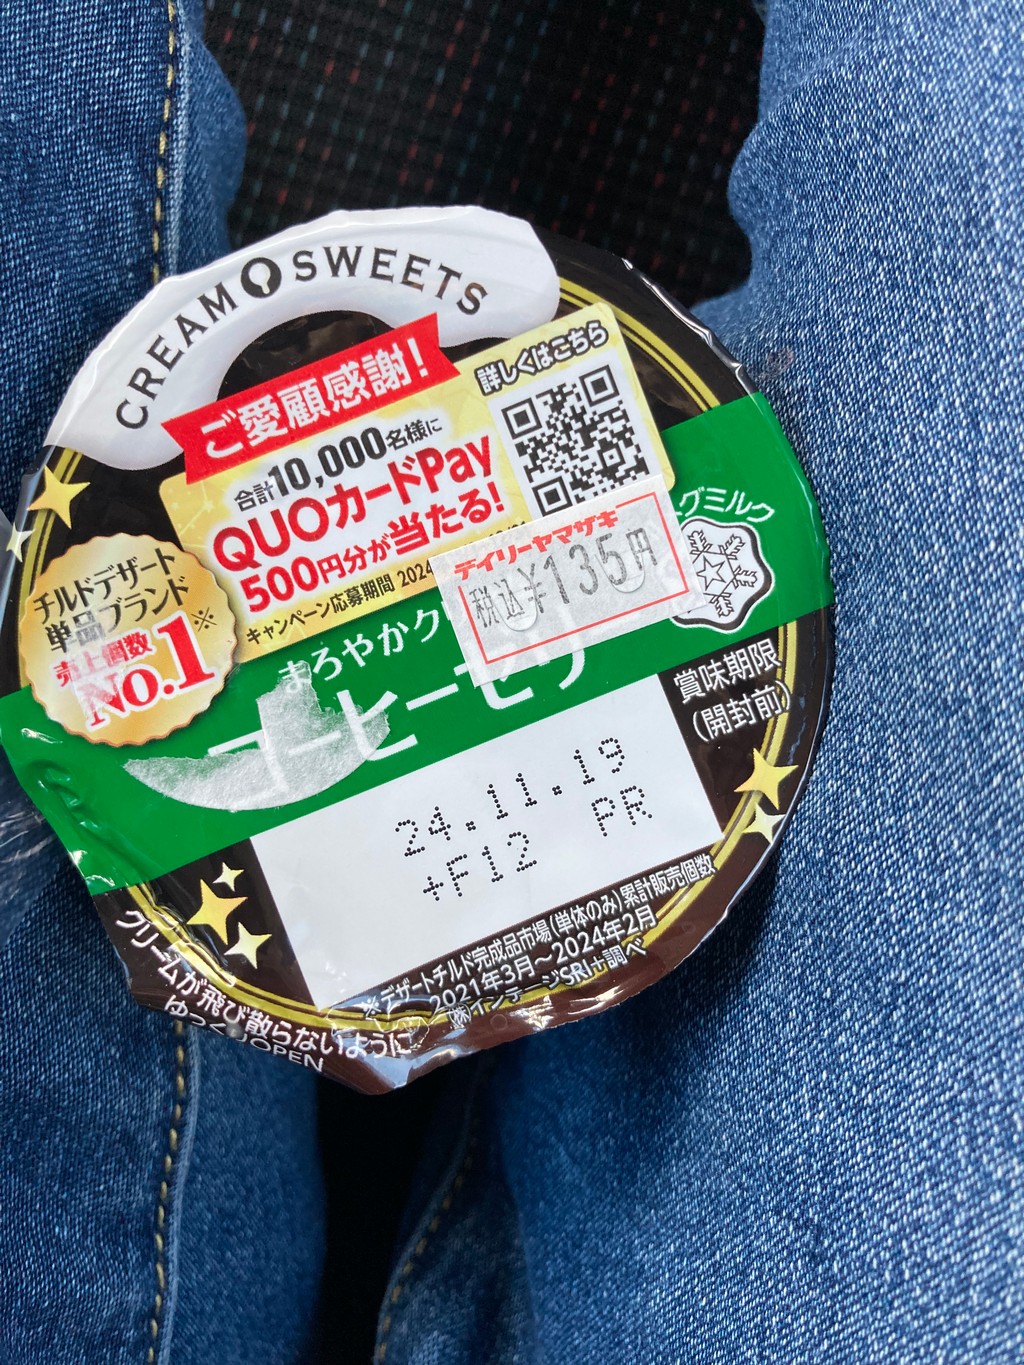 CREAM SWEETS
ご愛顧感謝!
合計10,000名様に
QUOカードPay
500円分が当たる!
キャンペーン応募期間 2024
詳しくはこちら
デイリーヤマザキ
税込¥135円
グミルク
チルドデザート
単品ブランド※
売上個数
No.1
まろやかク
コーヒーゼリ
賞味期限
(開封前)
24.11.19
+F12 PR
※デザートチルド完成品市場(単体のみ)累計販売個数
2021年3月〜2024年2月
㈱インテージSRI+調べ
クリームが飛び散らないように
ゆっくり OPEN